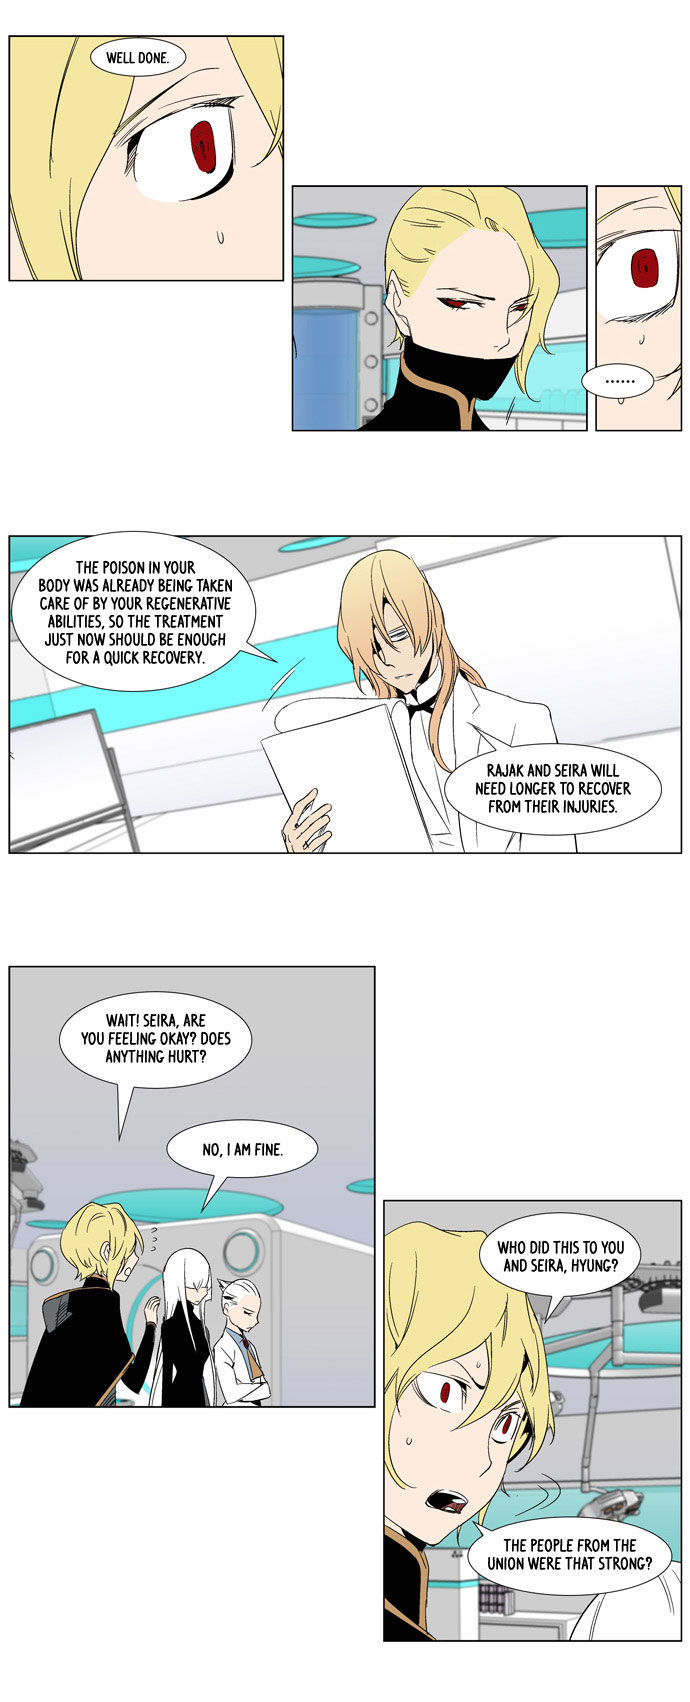 WELL DONE.
......
THE POISON IN YOUR
BODY WAS ALREADY BEING TAKEN
CARE OF BY YOUR REGENERATIVE
ABILITIES, SO THE TREATMENT
JUST NOW SHOULD BE ENOUGH
FOR A QUICK RECOVERY.
RAJAK AND SEIRA WILL
NEED LONGER TO RECOVER
FROM THEIR INJURIES.
WAIT! SEIRA, ARE
YOU FEELING OKAY? DOES
ANYTHING HURT?
NO, I AM FINE.
WHO DID THIS TO YOU
AND SEIRA, HYUNG?
THE PEOPLE FROM THE
UNION WERE THAT STRONG?